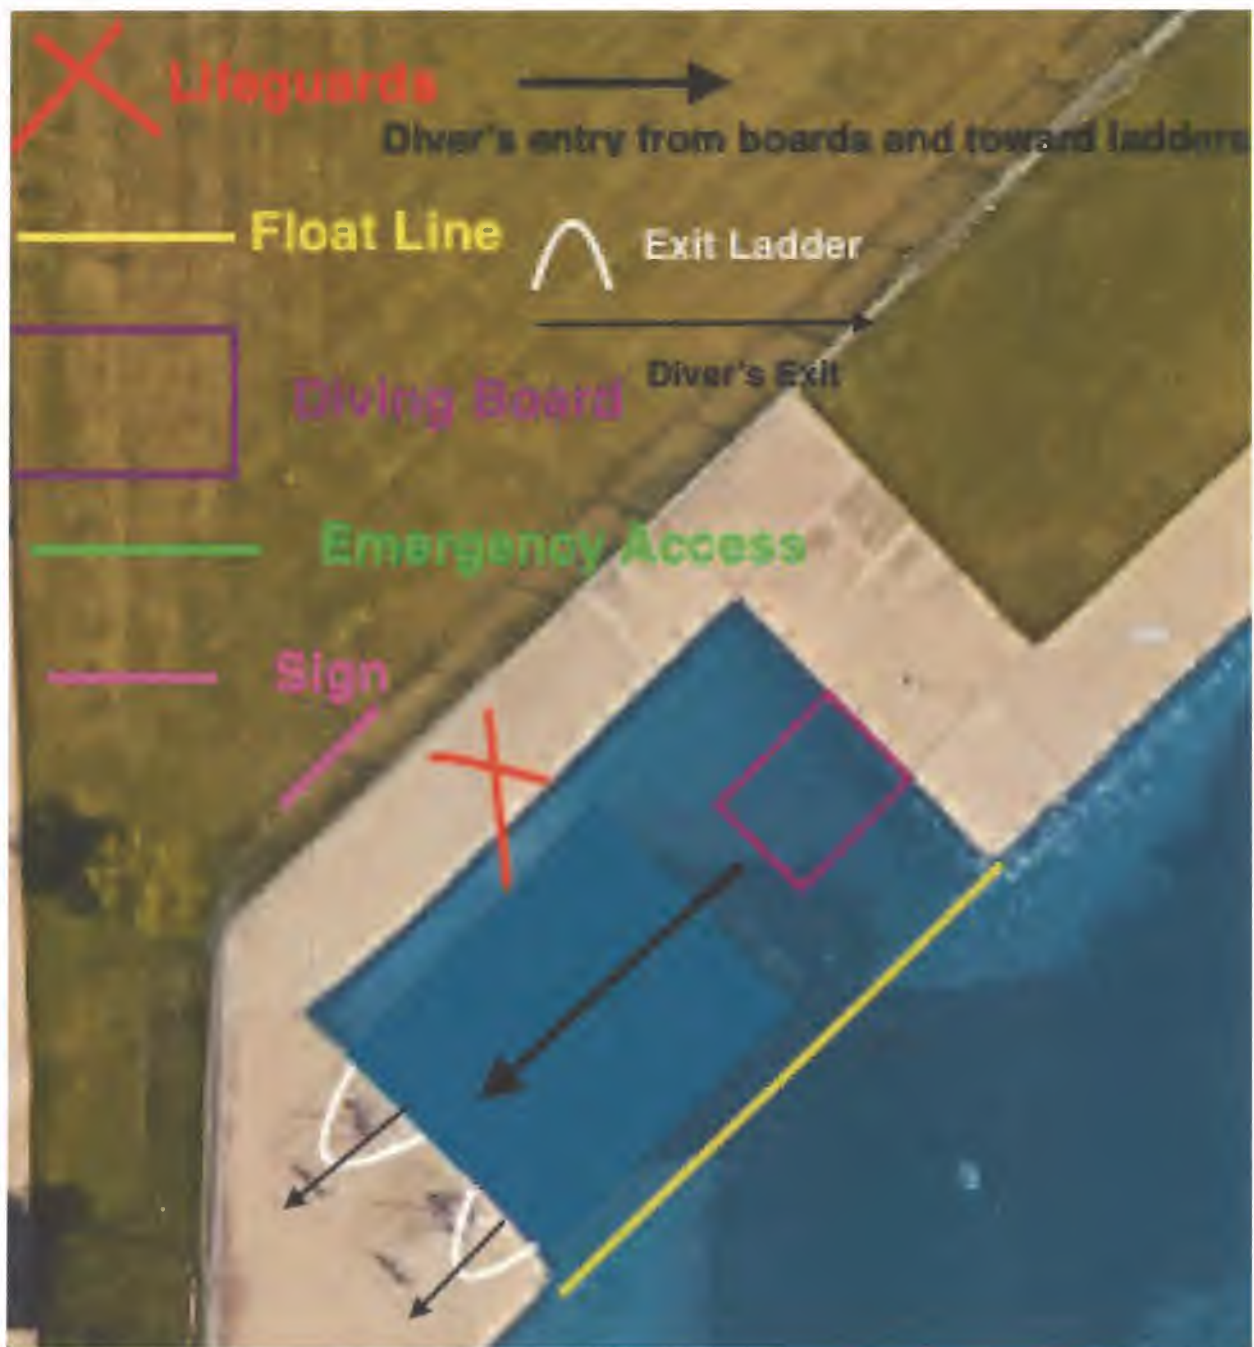 Lifeguards
Diver's entry from boards and toward ladders
Float Line
Exit Ladder
Diving Board
Diver's Exit
Emergency Access
Sign